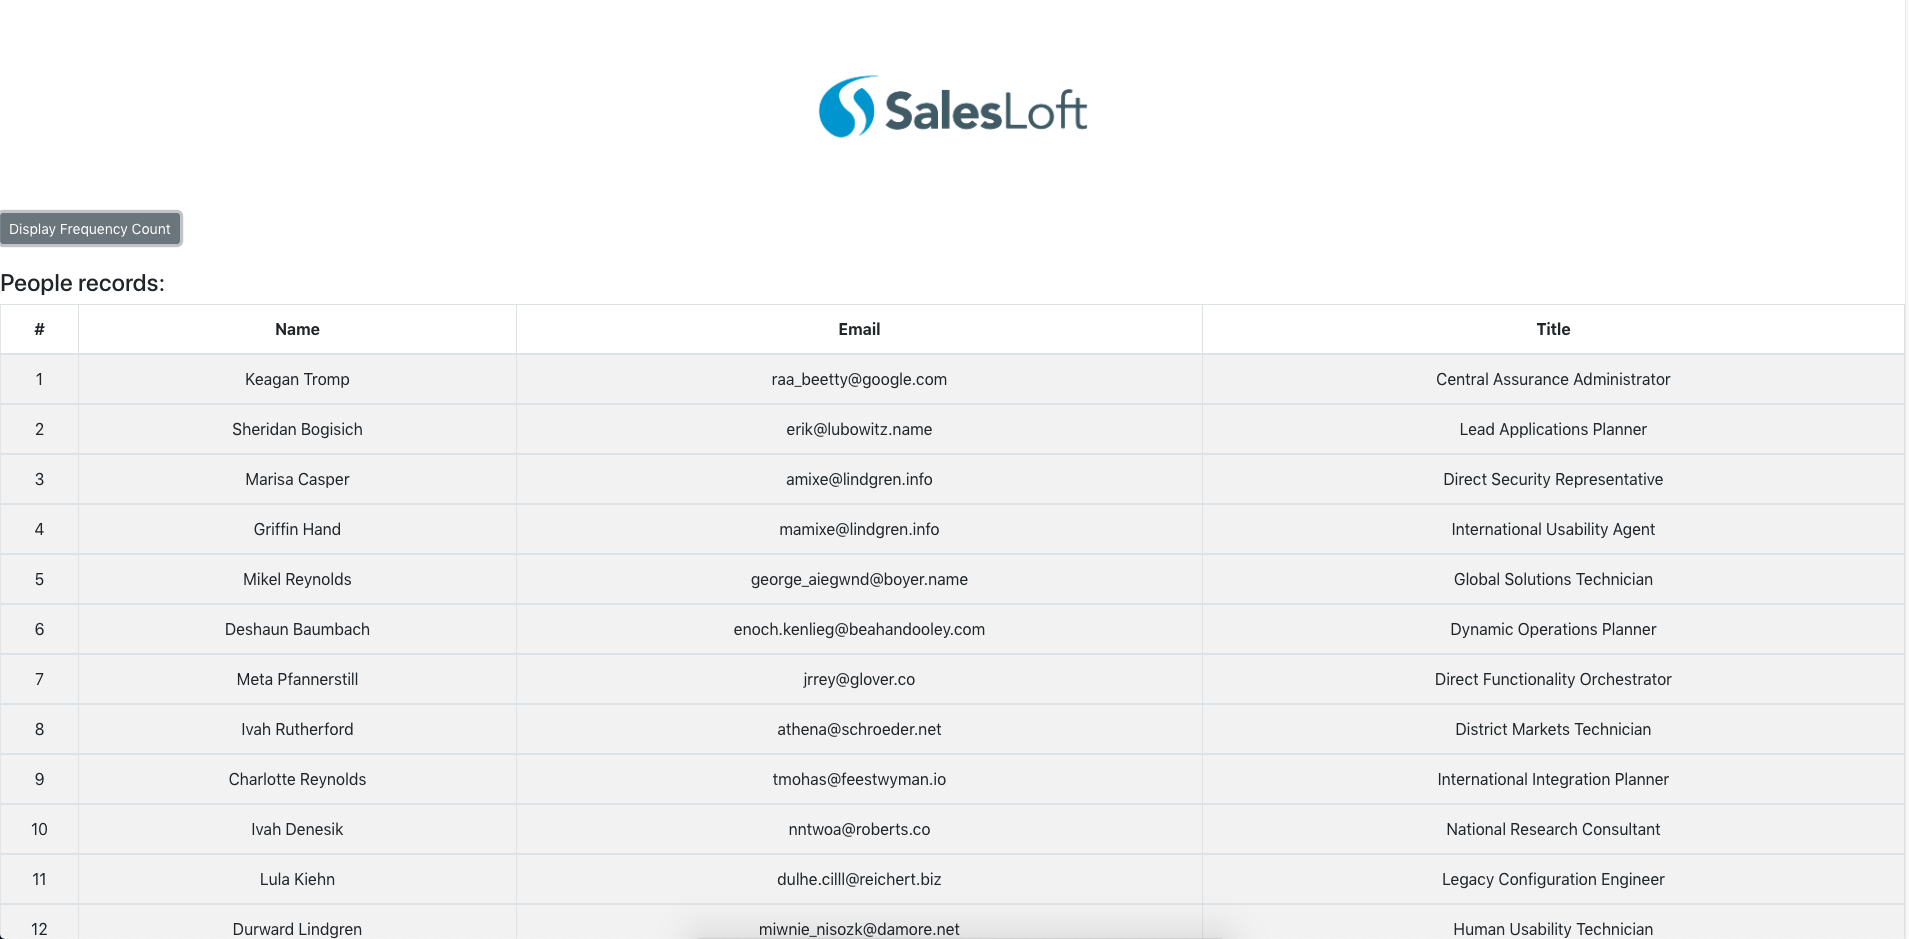 SalesLoft
Display Frequency Count
People records:
# Name Email Title
1 Keagan Tromp raa_beetty@google.com Central Assurance Administrator
2 Sheridan Bogisich erik@lubowitz.name Lead Applications Planner
3 Marisa Casper amixe@lindgren.info Direct Security Representative
4 Griffin Hand mamixe@lindgren.info International Usability Agent
5 Mikel Reynolds george_aiegwnd@boyer.name Global Solutions Technician
6 Deshaun Baumbach enoch.kenlieg@beahandooley.com Dynamic Operations Planner
7 Meta Pfannerstill jrrey@glover.co Direct Functionality Orchestrator
8 Ivah Rutherford athena@schroeder.net District Markets Technician
9 Charlotte Reynolds tmohas@feestwyman.io International Integration Planner
10 Ivah Denesik nntwoa@roberts.co National Research Consultant
11 Lula Kiehn dulhe.cilll@reichert.biz Legacy Configuration Engineer
12 Durward Lindgren miwnie_nisozk@damore.net Human Usability Technician